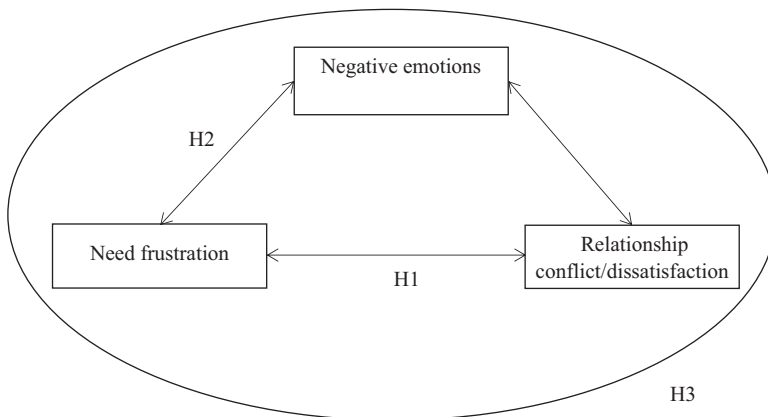 Negative emotions
H2
Need frustration
Relationship
conflict/dissatisfaction
H1
H3